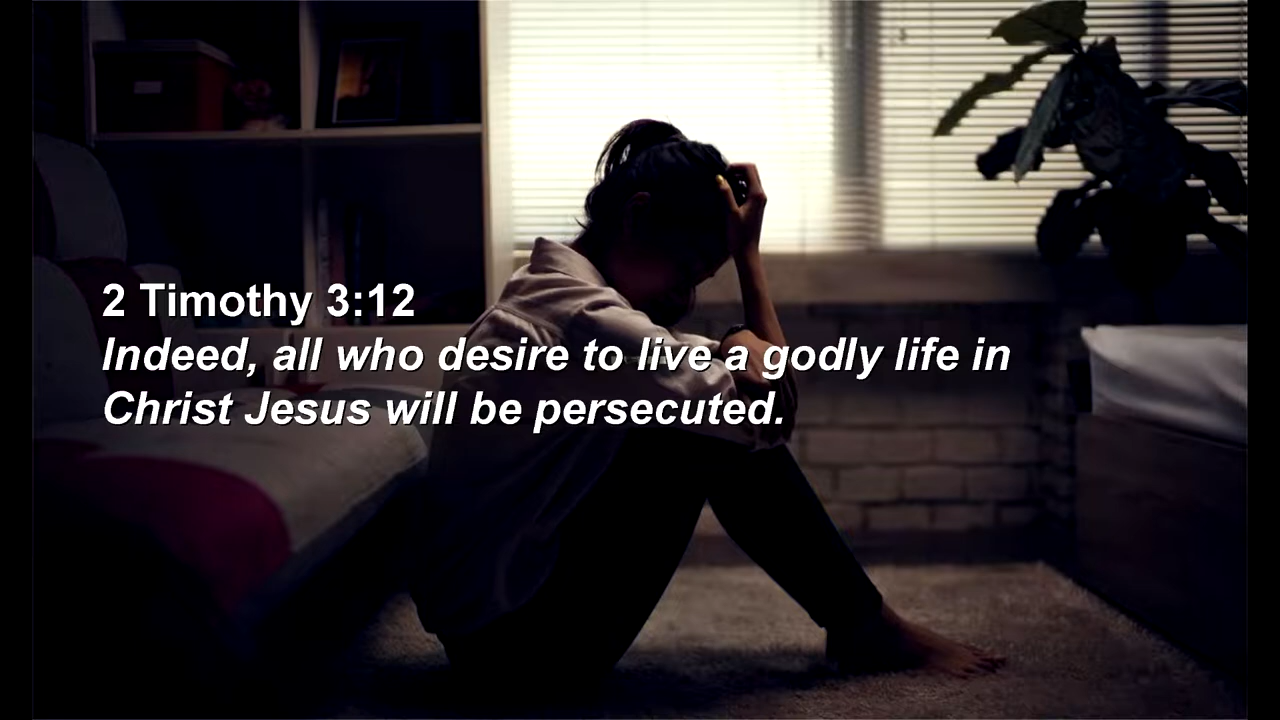 2 Timothy 3:12
Indeed, all who desire to live a godly life in
Christ Jesus will be persecuted.